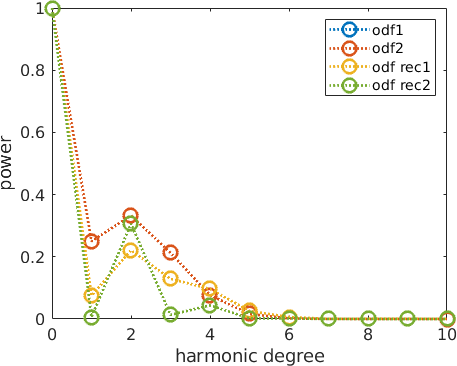 1
0.8
0.6
0.4
0.2
0
power
odf1
odf2
odf rec1
odf rec2
0 2 4 6 8 10
harmonic degree